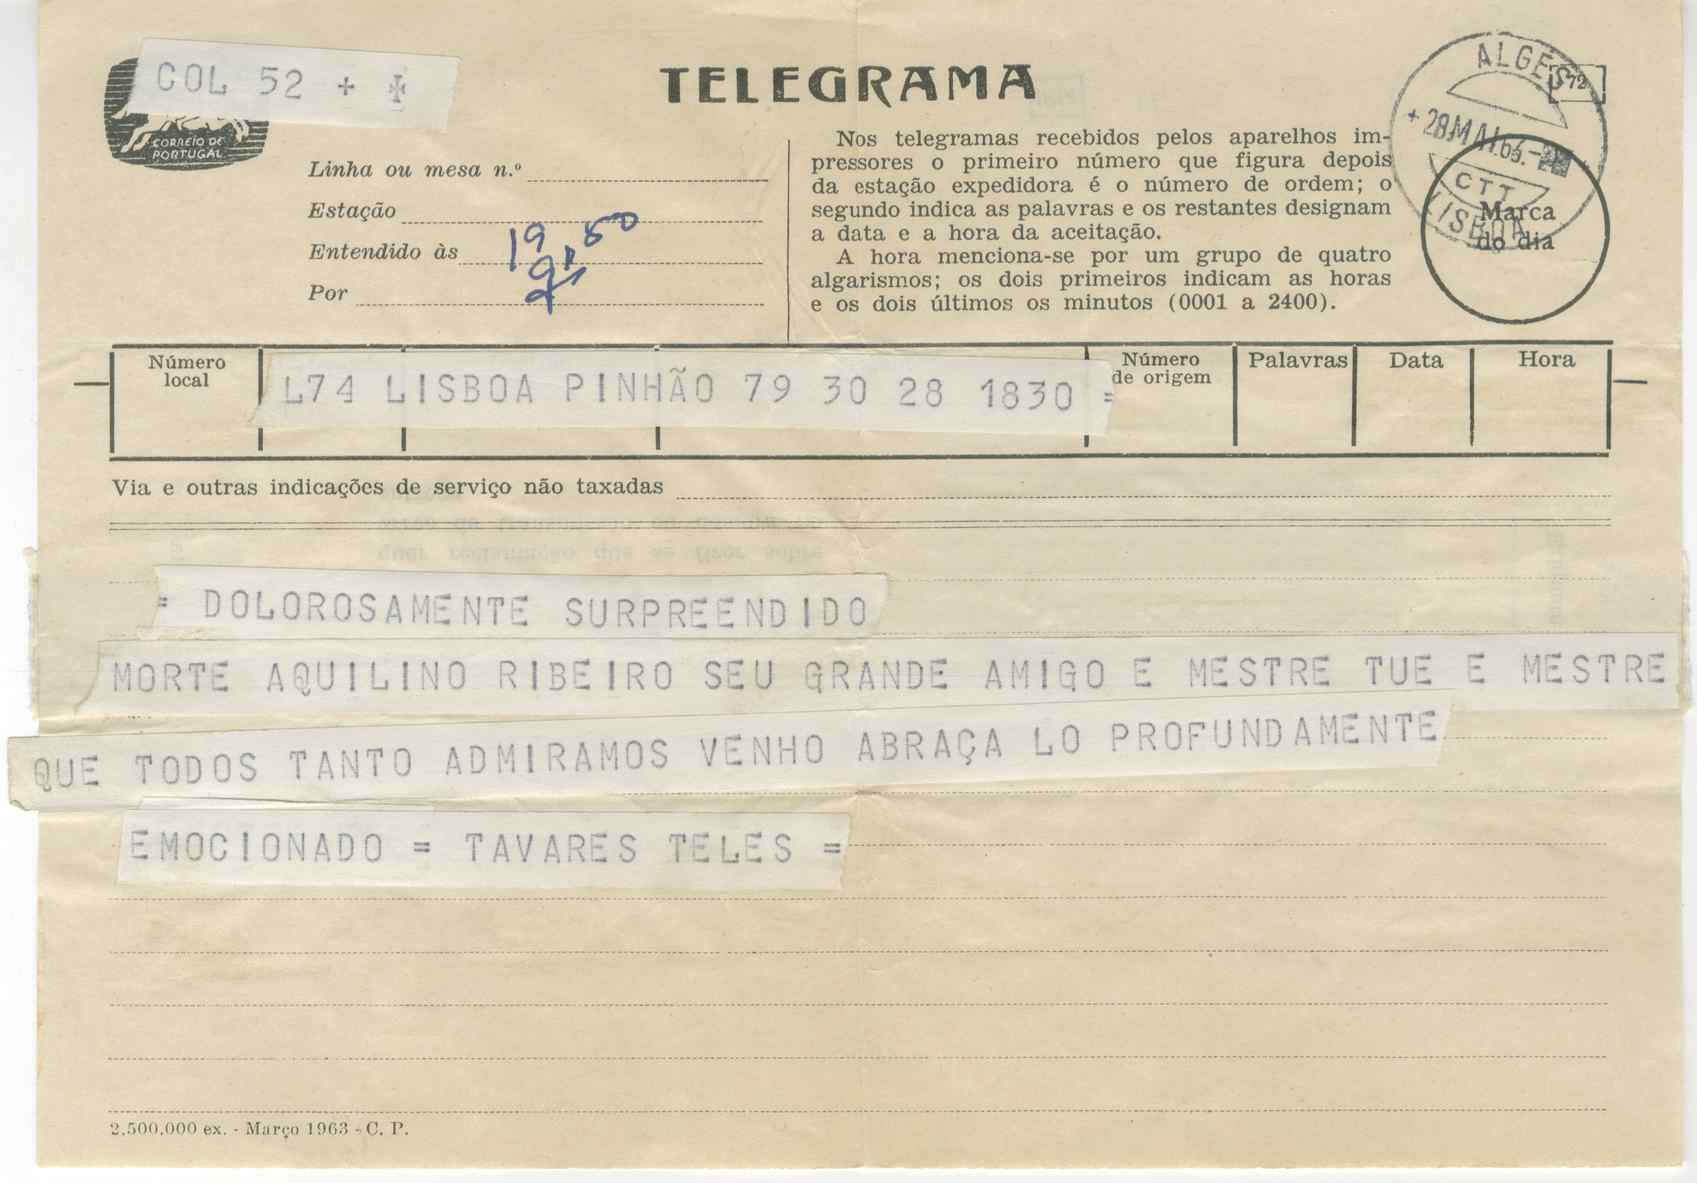 COL 52 + ✠
CORREIO DE
PORTUGAL
TELEGRAMA
ALGÉS
72
+ 28 MAI. 63. -
CTT
LISBOA
Marca
do dia
Linha ou mesa n.º
Estação
Entendido às 19,50
Por
Nos telegramas recebidos pelos aparelhos im-
pressores o primeiro número que figura depois
da estação expedidora é o número de ordem; o
segundo indica as palavras e os restantes designam
a data e a hora da aceitação.
A hora menciona-se por um grupo de quatro
algarismos; os dois primeiros indicam as horas
e os dois últimos os minutos (0001 a 2400).
Número
local
L74 LISBOA PINHÃO 79 30 28 1830 =
Número
de origem
Palavras
Data
Hora
Via e outras indicações de serviço não taxadas
= DOLOROSAMENTE SURPREENDIDO
MORTE AQUILINO RIBEIRO SEU GRANDE AMIGO E MESTRE TUE E MESTRE
QUE TODOS TANTO ADMIRAMOS VENHO ABRAÇA LO PROFUNDAMENTE
EMOCIONADO = TAVARES TELES =
2,500,000 ex. - Março 1963 - C. P.